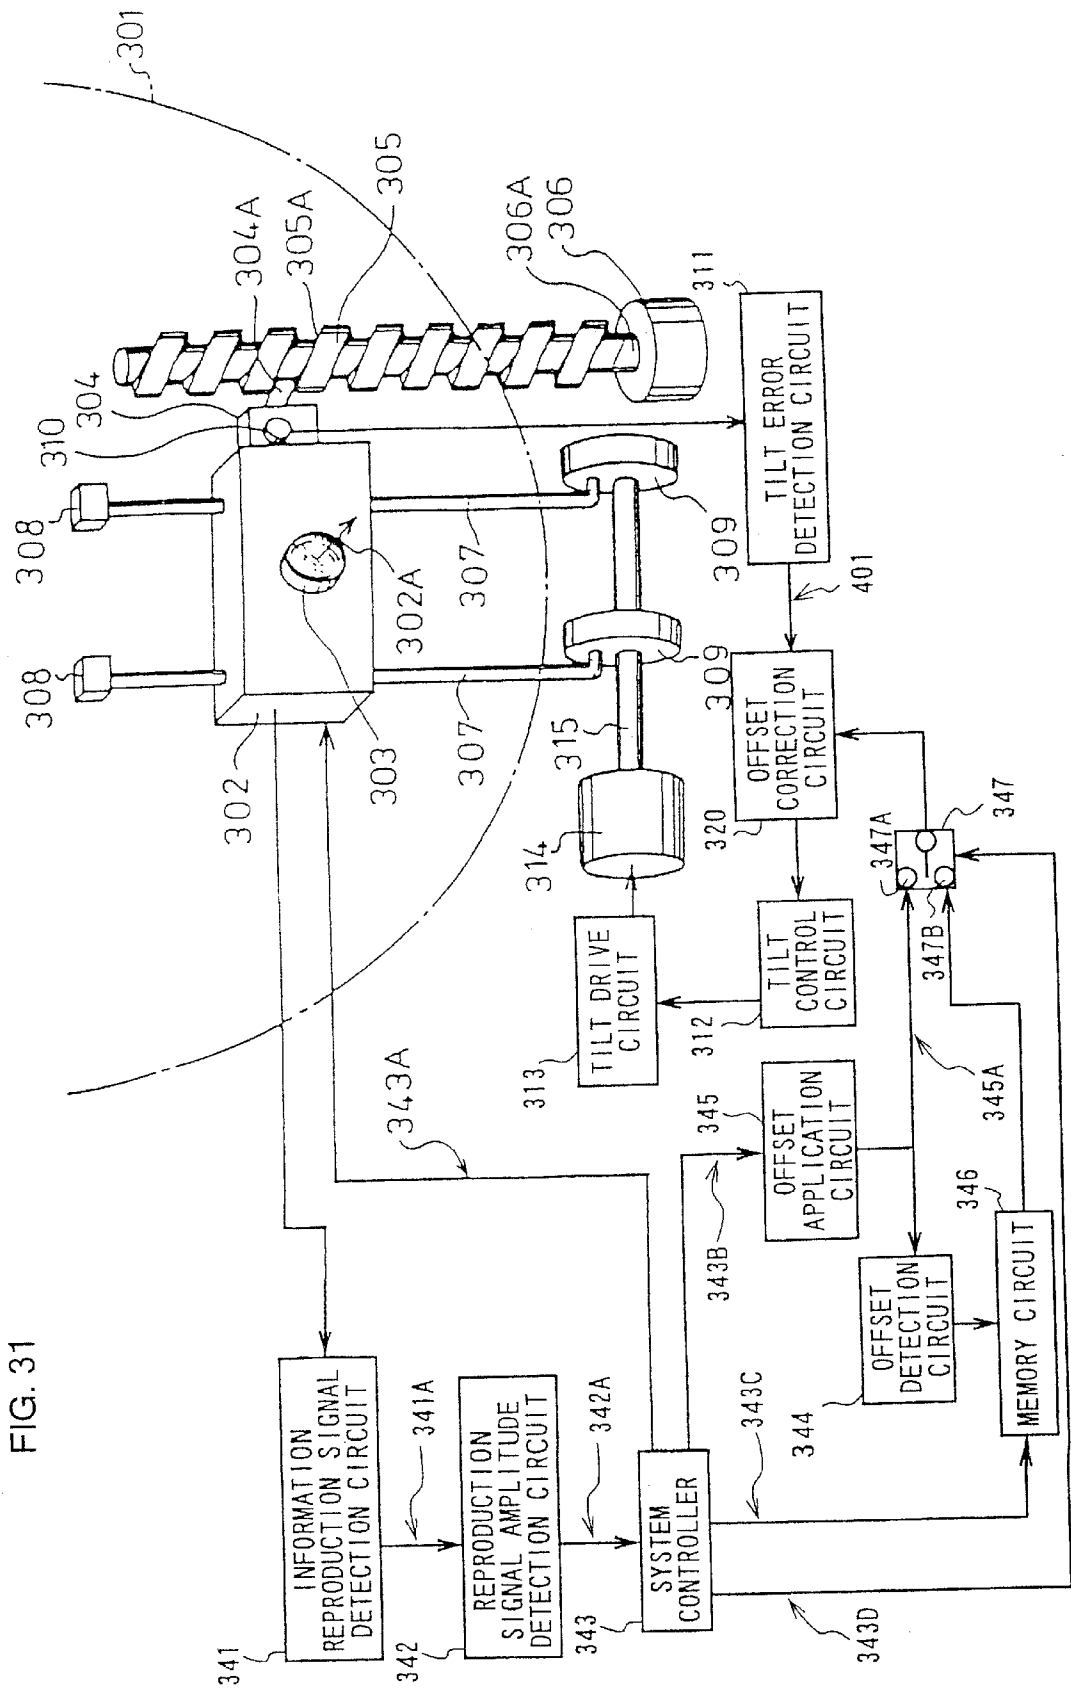 FIG. 31
301
304A
305A
305
306A
306
304
310
308
308
302
303
302A
307
307
309
309
315
314
311
TILT ERROR
DETECTION CIRCUIT
401
OFFSET
CORRECTION
CIRCUIT
320
TILT
CONTROL
CIRCUIT
312
TILT DRIVE
CIRCUIT
313
347
347A
347B
343A
345
OFFSET
APPLICATION
CIRCUIT
345A
343B
344
OFFSET
DETECTION
CIRCUIT
346
MEMORY CIRCUIT
341
INFORMATION
REPRODUCTION SIGNAL
DETECTION CIRCUIT
341A
342
REPRODUCTION
SIGNAL AMPLITUDE
DETECTION CIRCUIT
342A
343
SYSTEM
CONTROLLER
343C
343D